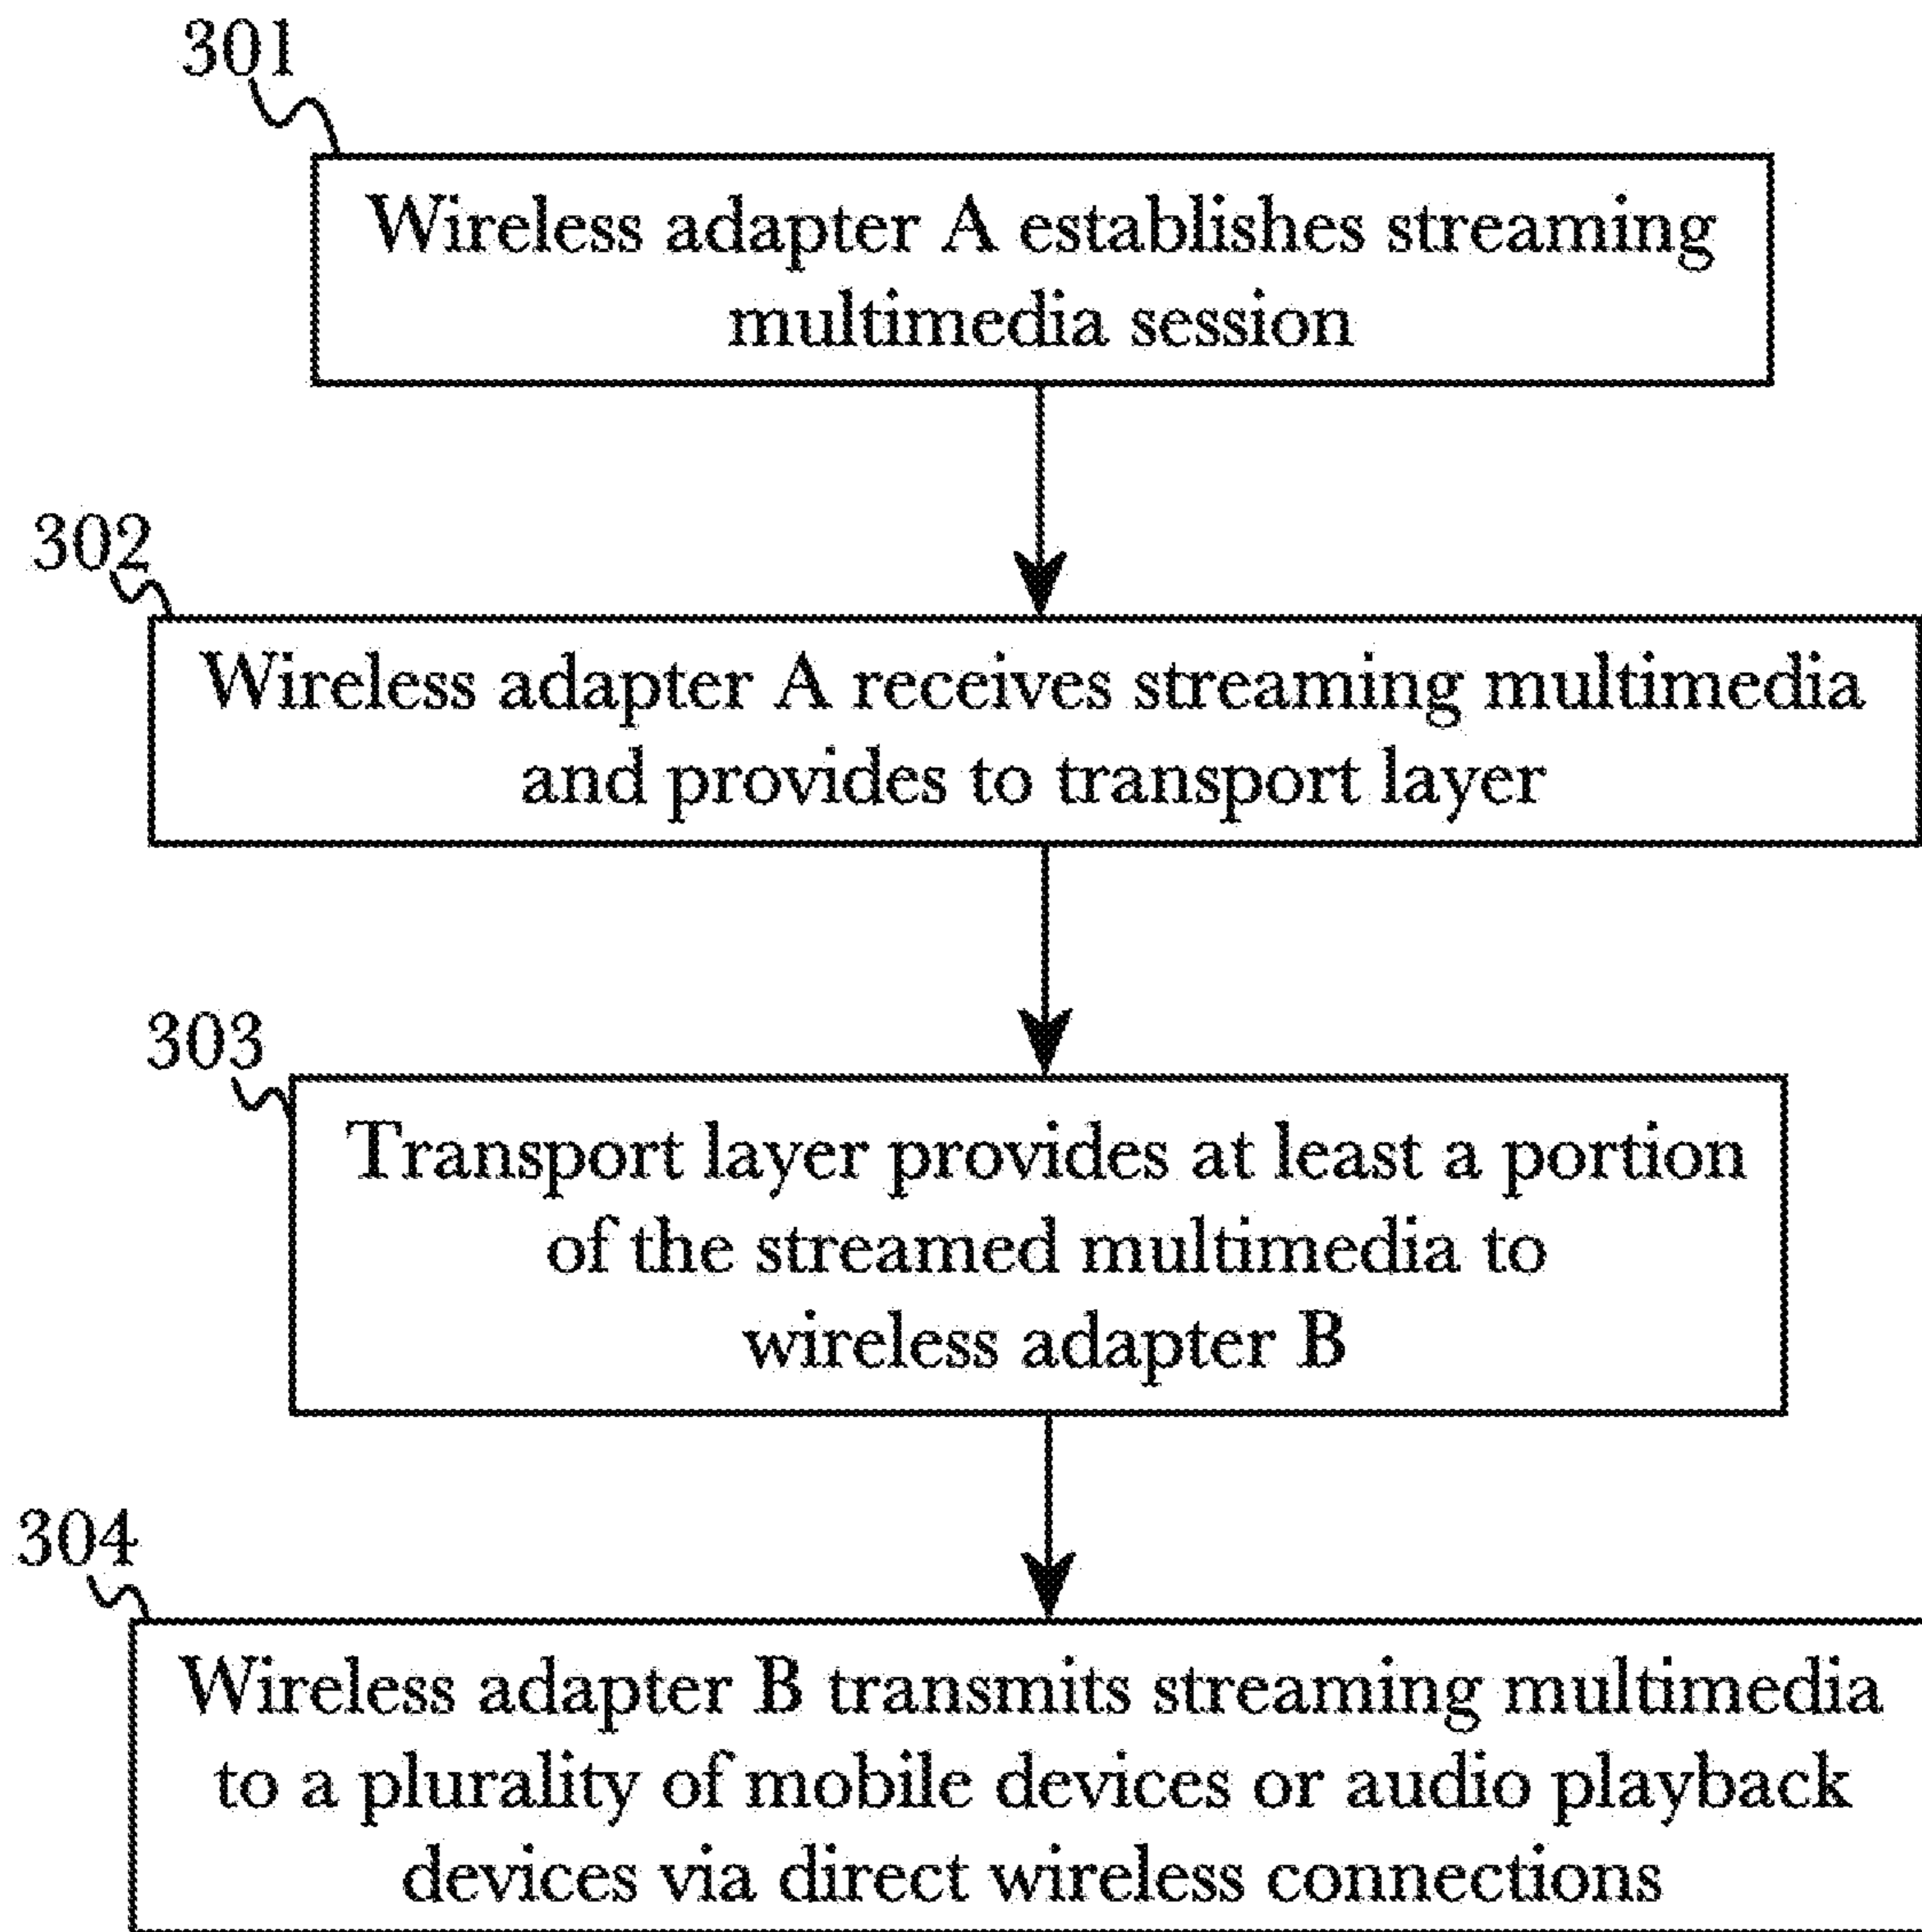 301
Wireless adapter A establishes streaming
multimedia session
302
Wireless adapter A receives streaming multimedia
and provides to transport layer
303
Transport layer provides at least a portion
of the streamed multimedia to
wireless adapter B
304
Wireless adapter B transmits streaming multimedia
to a plurality of mobile devices or audio playback
devices via direct wireless connections